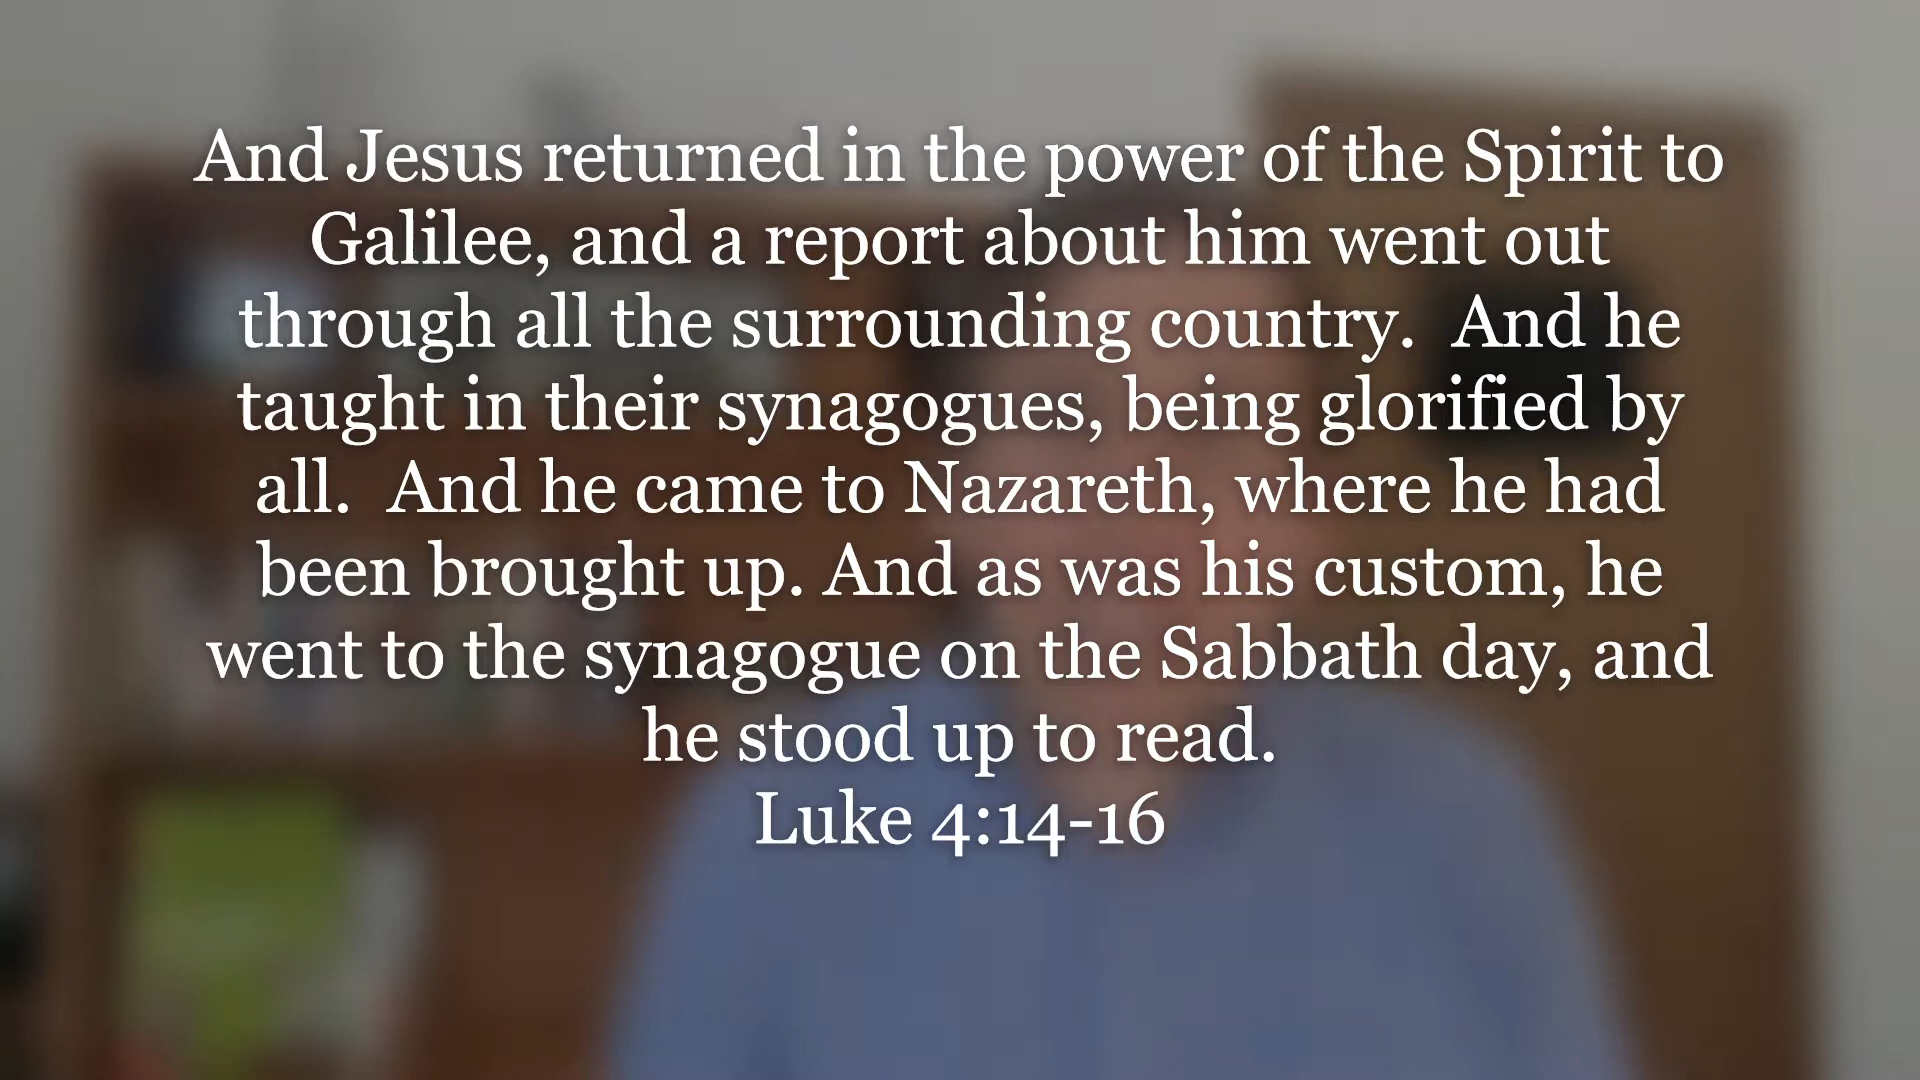 And Jesus returned in the power of the Spirit to
Galilee, and a report about him went out
through all the surrounding country.  And he
taught in their synagogues, being glorified by
all.  And he came to Nazareth, where he had
been brought up. And as was his custom, he
went to the synagogue on the Sabbath day, and
he stood up to read.
Luke 4:14-16